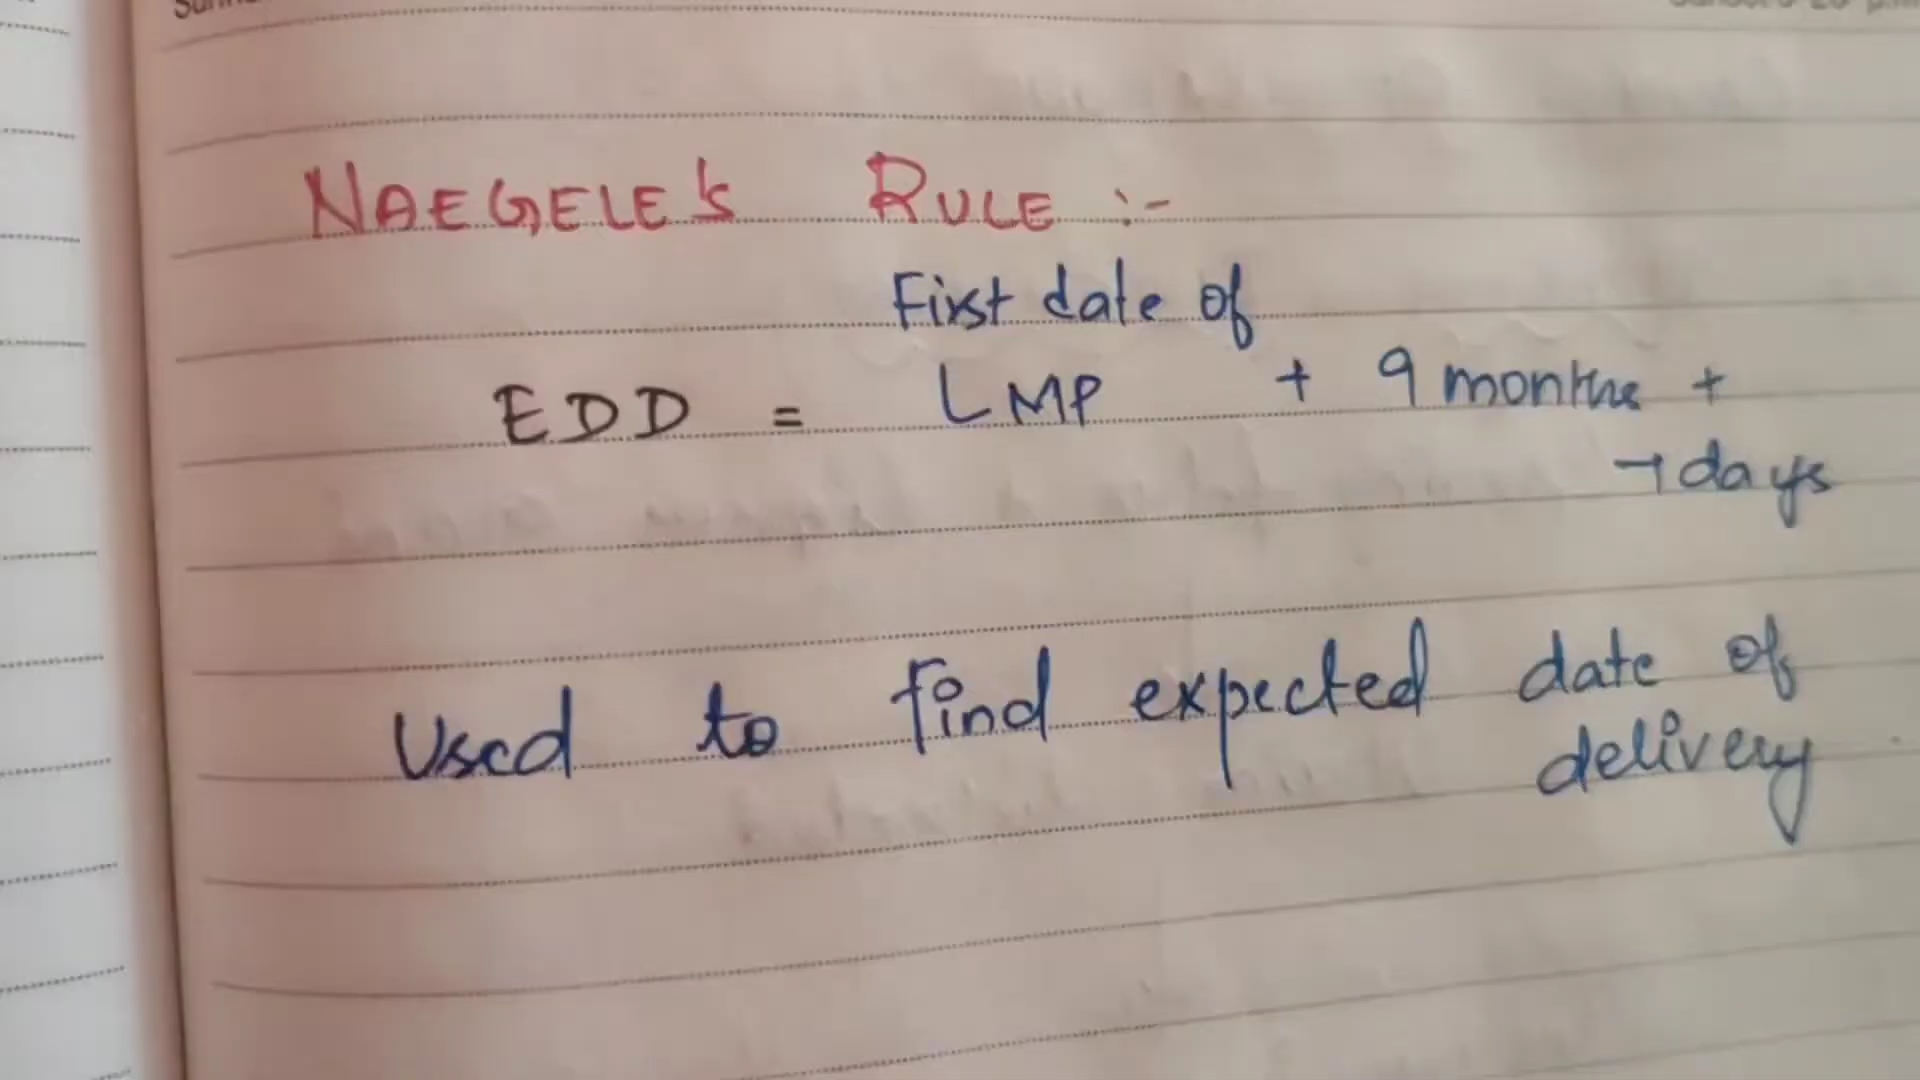 NAEGELE's RULE :-
First date of
EDD = LMP + 9 months +
7 days
Used to find expected date of
delivery